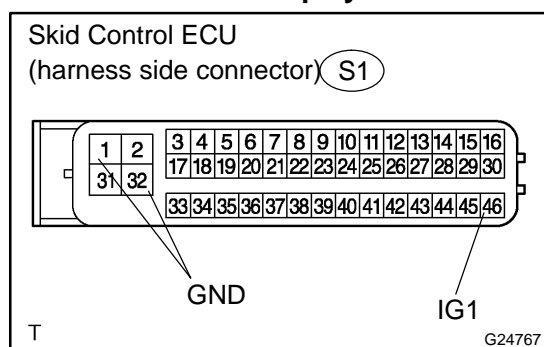 Skid Control ECU
(harness side connector) S1
1 2 3 4 5 6 7 8 9 10 11 12 13 14 15 16
31 32 17 18 19 20 21 22 23 24 25 26 27 28 29 30
33 34 35 36 37 38 39 40 41 42 43 44 45 46
GND
IG1
T
G24767